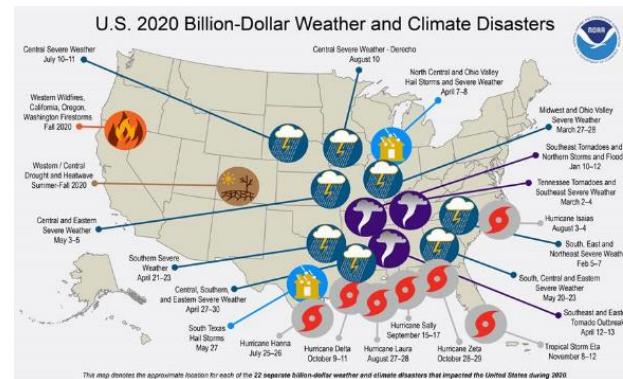 U.S. 2020 Billion-Dollar Weather and Climate Disasters
NOAA
Central Severe Weather
July 10–11
Central Severe Weather - Derecho
August 10
North Central and Ohio Valley
Hail Storms and Severe Weather
April 7–8
Western Wildfires,
California, Oregon,
Washington Firestorms
Fall 2020
Midwest and Ohio Valley
Severe Weather
March 27–28
Southeast Tornadoes and
Northern Storms and Flood
Jan 10–12
Western / Central
Drought and Heatwave
Summer-Fall 2020
Tennessee Tornadoes and
Southeast Severe Weather
March 2–4
Central and Eastern
Severe Weather
May 3–5
Hurricane Isaias
August 3–4
South, East and
Northeast Severe Weath
Feb 5–7
Southern Severe
Weather
April 21–23
Central, Southern,
and Eastern Severe Weather
April 27–30
South, Central and Eastern
Severe Weather
May 20–23
South Texas
Hail Storms
May 27
Hurricane Hanna
July 25–26
Hurricane Delta
October 9–11
Hurricane Laura
August 27–28
Hurricane Sally
September 15–17
Hurricane Zeta
October 28–29
Southeast and Eastern
Tornado Outbreak
April 12–13
Tropical Storm Eta
November 8–12
This map denotes the approximate location for each of the 22 separate billion-dollar weather and climate disasters that impacted the United States during 2020.